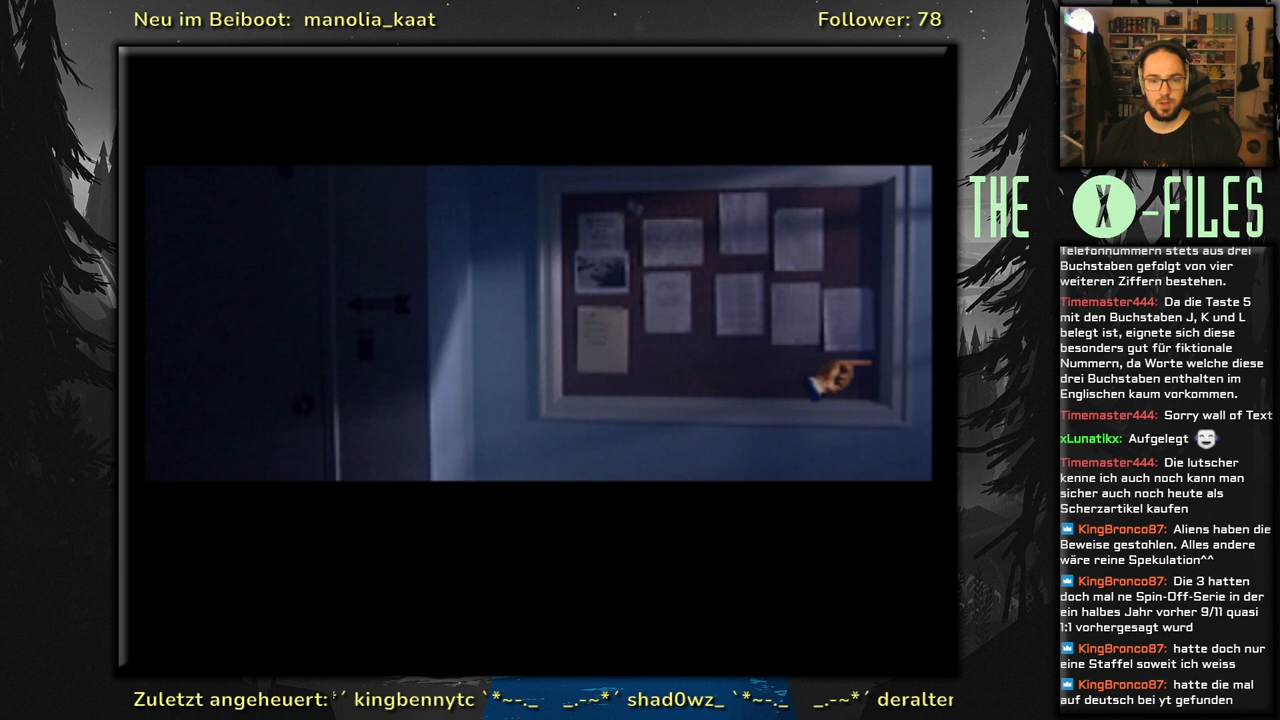 Neu im Beiboot: manolia_kaat
Follower: 78
THE X-FILES
Telefonnummern stets aus drei
Buchstaben gefolgt von vier
weiteren Ziffern bestehen.
Timemaster444: Da die Taste 5
mit den Buchstaben J, K und L
belegt ist, eignete sich diese
besonders gut für fiktionale
Nummern, da Worte welche diese
drei Buchstaben enthalten im
Englischen kaum vorkommen.
Timemaster444: Sorry wall of Text
xLunatikx: Aufgelegt
Timemaster444: Die lutscher
kenne ich auch noch kann man
sicher auch noch heute als
Scherzartikel kaufen
KingBronco87: Aliens haben die
Beweise gestohlen. Alles andere
wäre reine Spekulation^^
KingBronco87: Die 3 hatten
doch mal ne Spin-Off-Serie in der
ein halbes Jahr vorher 9/11 quasi
1:1 vorhergesagt wurd
KingBronco87: hatte doch nur
eine Staffel soweit ich weiss
KingBronco87: hatte die mal
auf deutsch bei yt gefunden
Zuletzt angeheuert: *´ kingbennytc `*~-._ _.-~*´ shad0wz_ `*~-._ _.-~*´ deralter